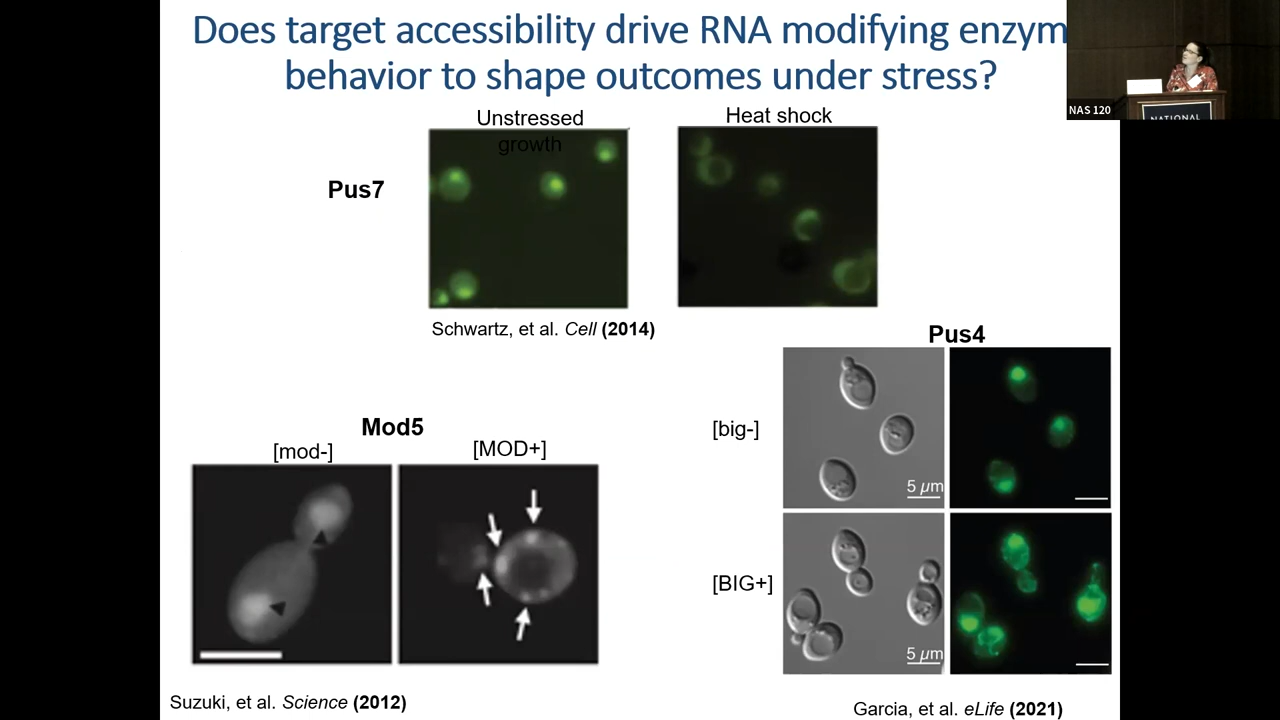 Does target accessibility drive RNA modifying enzym
behavior to shape outcomes under stress?
NAS 120
NATIONAL
Unstressed
growth
Heat shock
Pus7
Schwartz, et al. Cell (2014)
Pus4
[big-]
5 µm
[BIG+]
5 µm
Garcia, et al. eLife (2021)
Mod5
[mod-]
[MOD+]
Suzuki, et al. Science (2012)